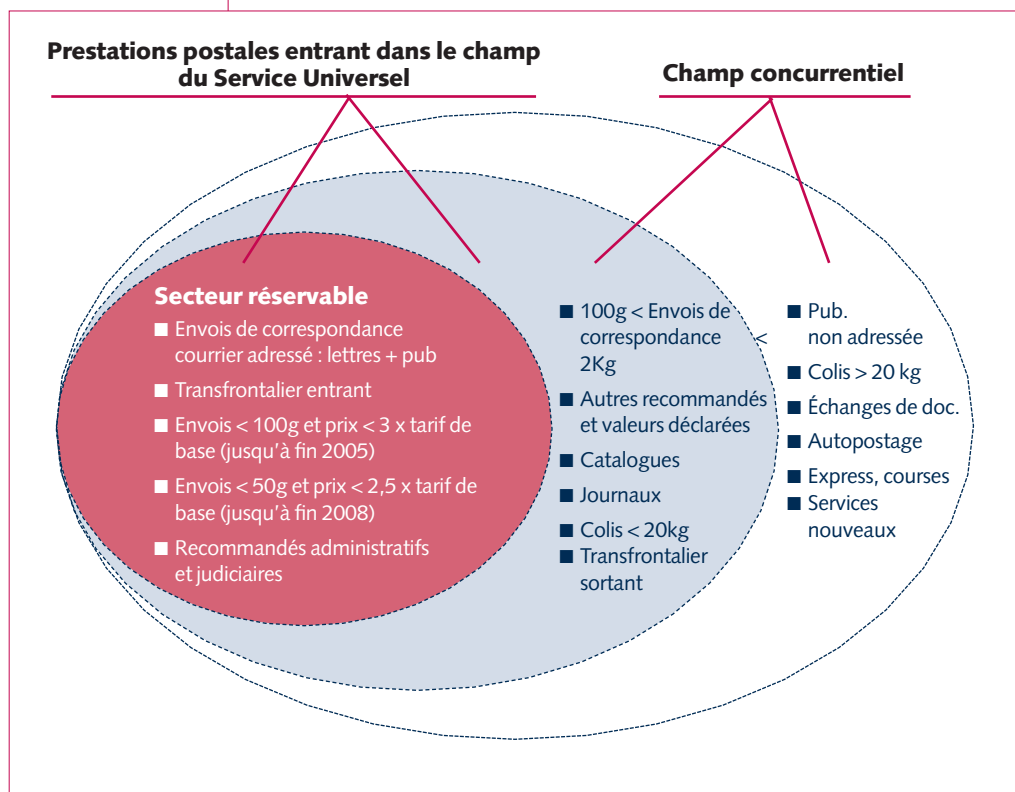 Prestations postales entrant dans le champ
du Service Universel
Champ concurrentiel
Secteur réservable
■ Envois de correspondance
courrier adressé : lettres + pub
■ Transfrontalier entrant
■ Envois < 100g et prix < 3 x tarif de
base (jusqu’à fin 2005)
■ Envois < 50g et prix < 2,5 x tarif de
base (jusqu’à fin 2008)
■ Recommandés administratifs
et judiciaires
■ 100g < Envois de
correspondance <
2Kg
■ Autres recommandés
et valeurs déclarées
■ Catalogues
■ Journaux
■ Colis < 20kg
■ Transfrontalier
sortant
■ Pub.
non adressée
■ Colis > 20 kg
■ Échanges de doc.
■ Autopostage
■ Express, courses
■ Services
nouveaux